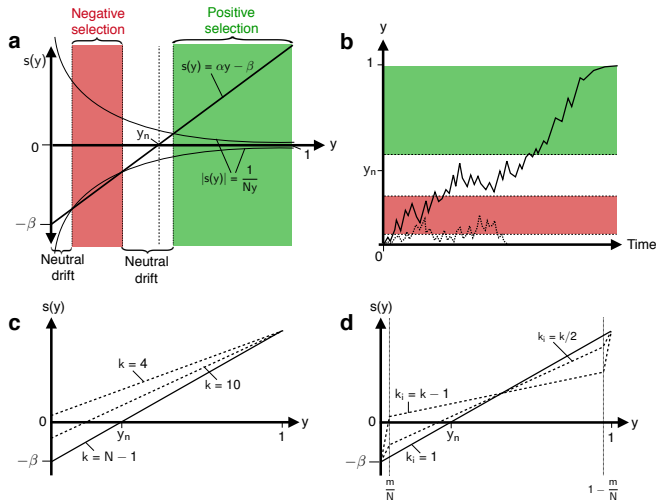 Negative
selection
Positive
selection
a
s(y)
s(y) = αy − β
y_n
y
0
1
|s(y)| = 1/Ny
−β
Neutral
drift
Neutral
drift
b
y
1
y_n
0
Time
c
s(y)
k = 4
k = 10
0
y
y_n
1
−β
k = N − 1
d
s(y)
k_i = k/2
k_i = k − 1
0
y
y_n
1
−β
k_i = 1
m/N
1 − m/N